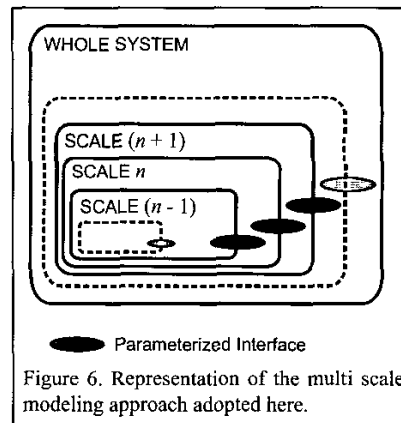 WHOLE SYSTEM
SCALE (n + 1)
SCALE n
SCALE (n - 1)
Parameterized Interface
Figure 6. Representation of the multi scale
modeling approach adopted here.